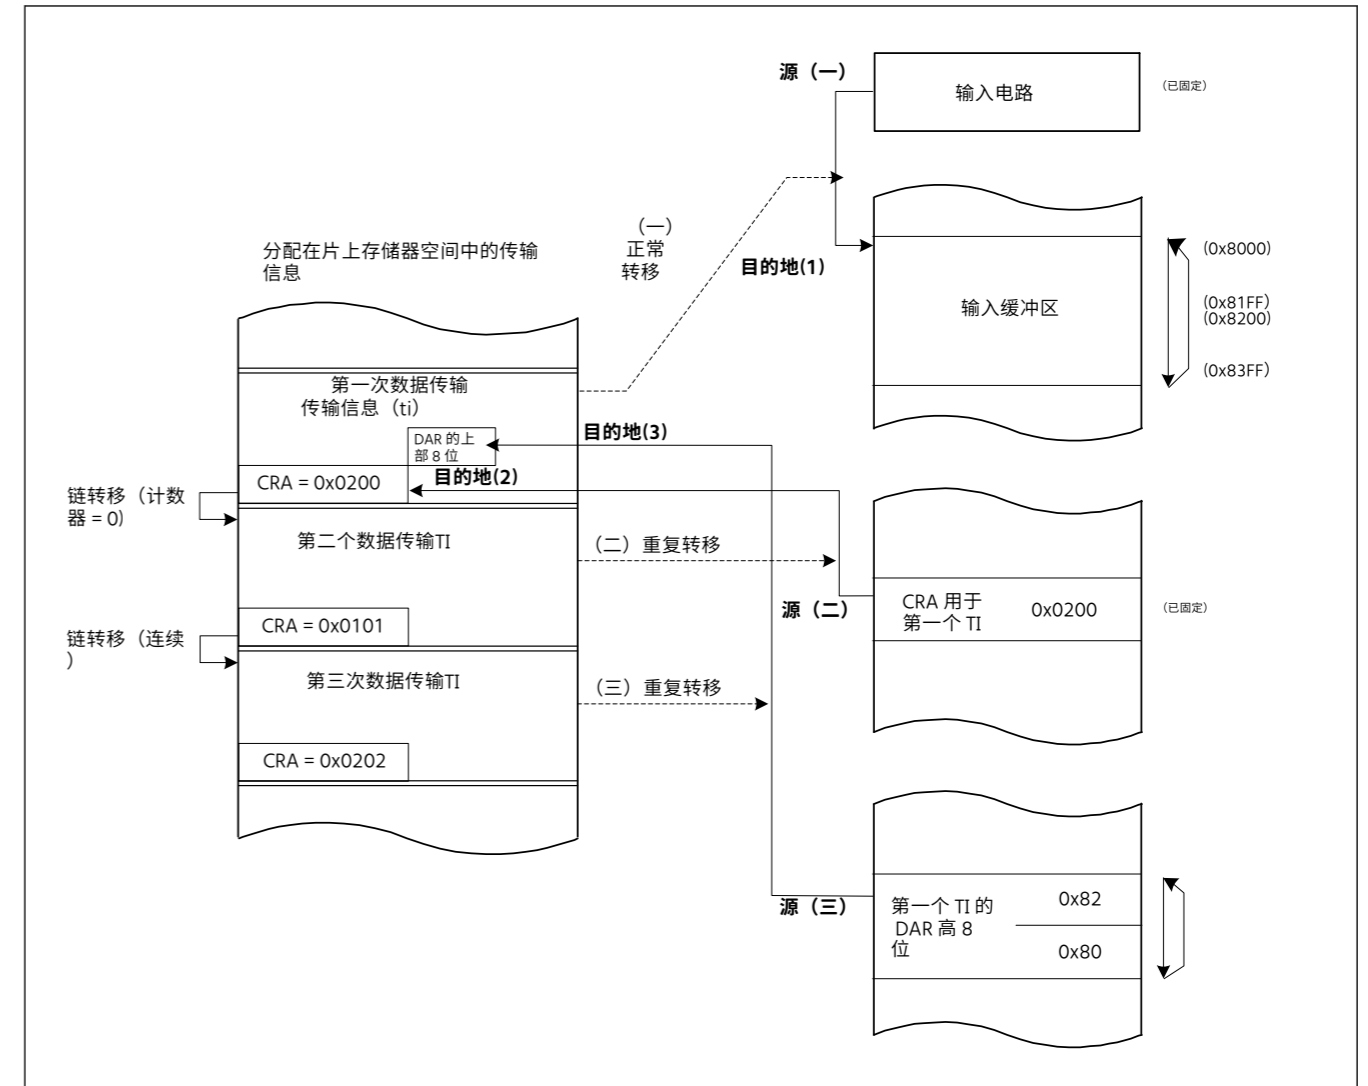 源（一）
输入电路
（已固定）
（一）
正常
转移
分配在片上存储器空间中的传输
信息
目的地(1)
(0x8000)
输入缓冲区
(0x81FF)
(0x8200)
(0x83FF)
第一次数据传输
传输信息（ti）
DAR 的上
部 8 位
目的地(3)
CRA = 0x0200
目的地(2)
链转移（计数
器 = 0）
第二个数据传输TI
（二）重复转移
源（二）
CRA 用于
第一个 TI
0x0200
（已固定）
CRA = 0x0101
链转移（连续
）
第三次数据传输TI
（三）重复转移
CRA = 0x0202
源（三）
第一个 TI 的
DAR 高 8
位
0x82
0x80